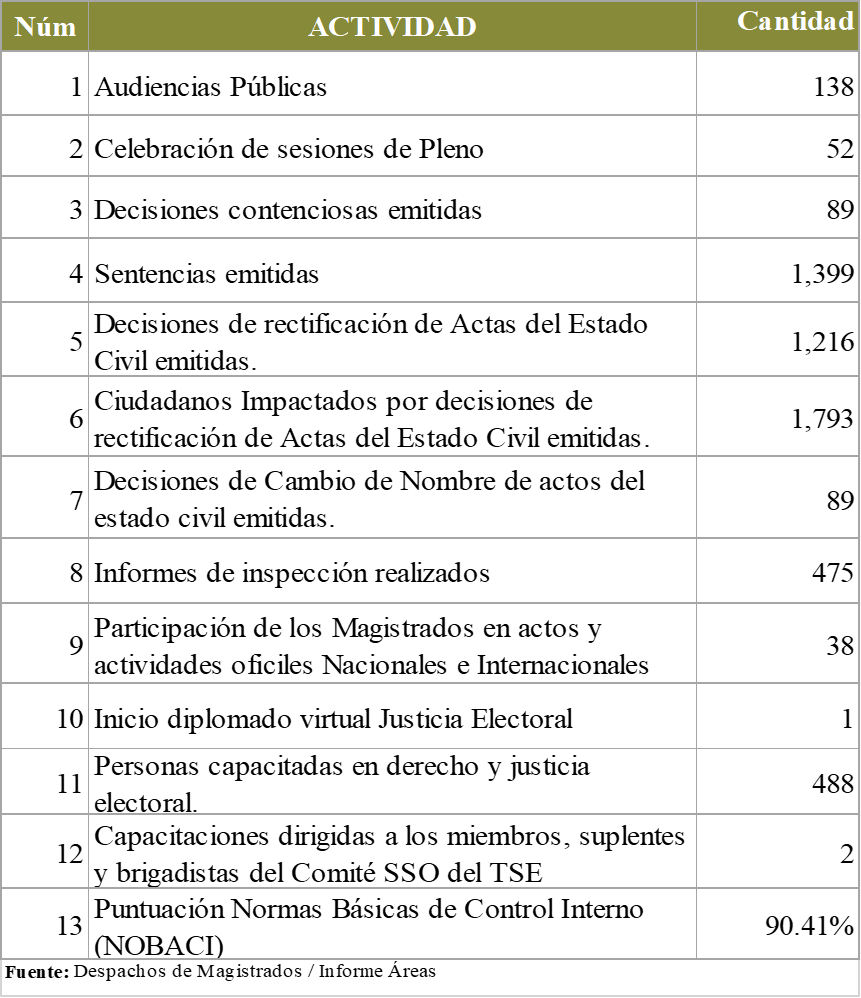 Núm ACTIVIDAD Cantidad
1 Audiencias Públicas 138
2 Celebración de sesiones de Pleno 52
3 Decisiones contenciosas emitidas 89
4 Sentencias emitidas 1,399
5 Decisiones de rectificación de Actas del Estado
Civil emitidas. 1,216
6 Ciudadanos Impactados por decisiones de
rectificación de Actas del Estado Civil emitidas. 1,793
7 Decisiones de Cambio de Nombre de actos del
estado civil emitidas. 89
8 Informes de inspección realizados 475
9 Participación de los Magistrados en actos y
actividades oficiles Nacionales e Internacionales 38
10 Inicio diplomado virtual Justicia Electoral 1
11 Personas capacitadas en derecho y justicia
electoral. 488
12 Capacitaciones dirigidas a los miembros, suplentes
y brigadistas del Comité SSO del TSE 2
13 Puntuación Normas Básicas de Control Interno
(NOBACI) 90.41%
Fuente: Despachos de Magistrados / Informe Áreas